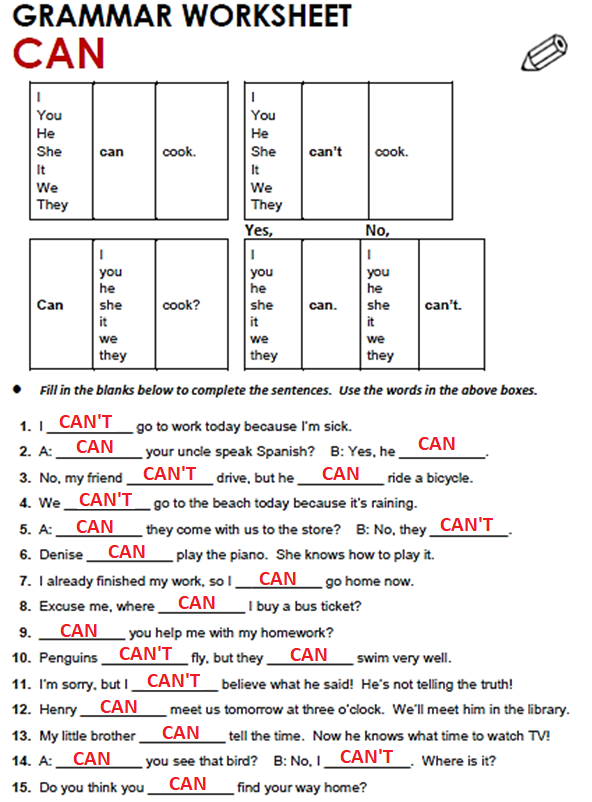 GRAMMAR WORKSHEET
CAN
I
You
He
She
It
We
They
can
cook.
I
You
He
She
It
We
They
can't
cook.
Can
I
you
he
she
it
we
they
cook?
Yes,
I
you
he
she
it
we
they
can.
No,
I
you
he
she
it
we
they
can't.
• Fill in the blanks below to complete the sentences. Use the words in the above boxes.
1. I CAN'T go to work today because I'm sick.
2. A: CAN your uncle speak Spanish? B: Yes, he CAN.
3. No, my friend CAN'T drive, but he CAN ride a bicycle.
4. We CAN'T go to the beach today because it's raining.
5. A: CAN they come with us to the store? B: No, they CAN'T.
6. Denise CAN play the piano. She knows how to play it.
7. I already finished my work, so I CAN go home now.
8. Excuse me, where CAN I buy a bus ticket?
9. CAN you help me with my homework?
10. Penguins CAN'T fly, but they CAN swim very well.
11. I'm sorry, but I CAN'T believe what he said! He's not telling the truth!
12. Henry CAN meet us tomorrow at three o'clock. We'll meet him in the library.
13. My little brother CAN tell the time. Now he knows what time to watch TV!
14. A: CAN you see that bird? B: No, I CAN'T. Where is it?
15. Do you think you CAN find your way home?